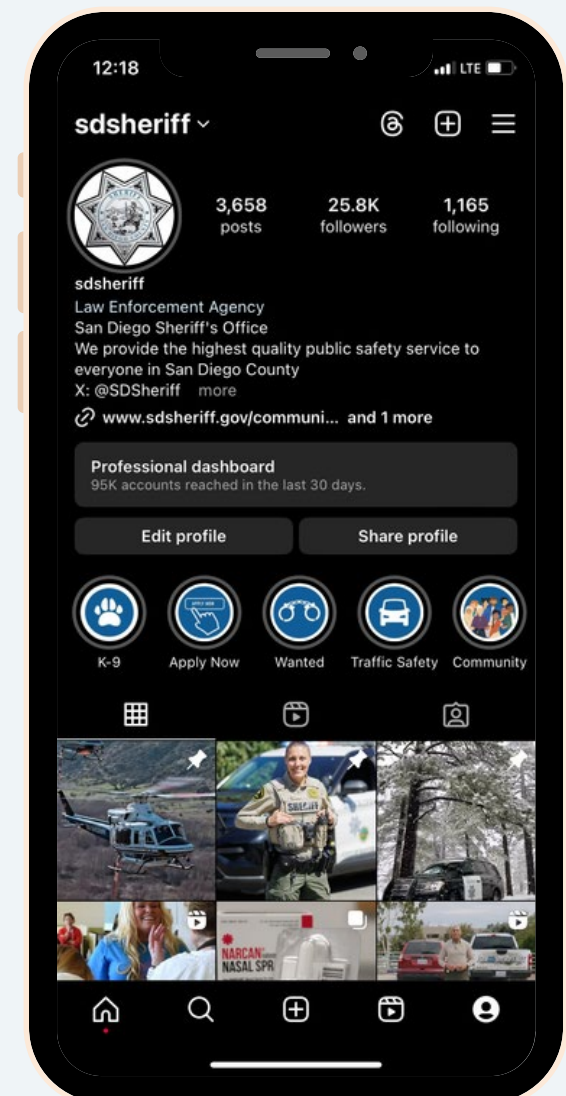 12:18
LTE
sdsheriff
3,658
posts
25.8K
followers
1,165
following
SHERIFF
sdsheriff
Law Enforcement Agency
San Diego Sheriff's Office
We provide the highest quality public safety service to
everyone in San Diego County
X: @SDSheriff more
www.sdsheriff.gov/communi... and 1 more
Professional dashboard
95K accounts reached in the last 30 days.
Edit profile
Share profile
APPLY NOW
K-9
Apply Now
Wanted
Traffic Safety
Community
SHERIFF
NARCAN
NASAL SPR